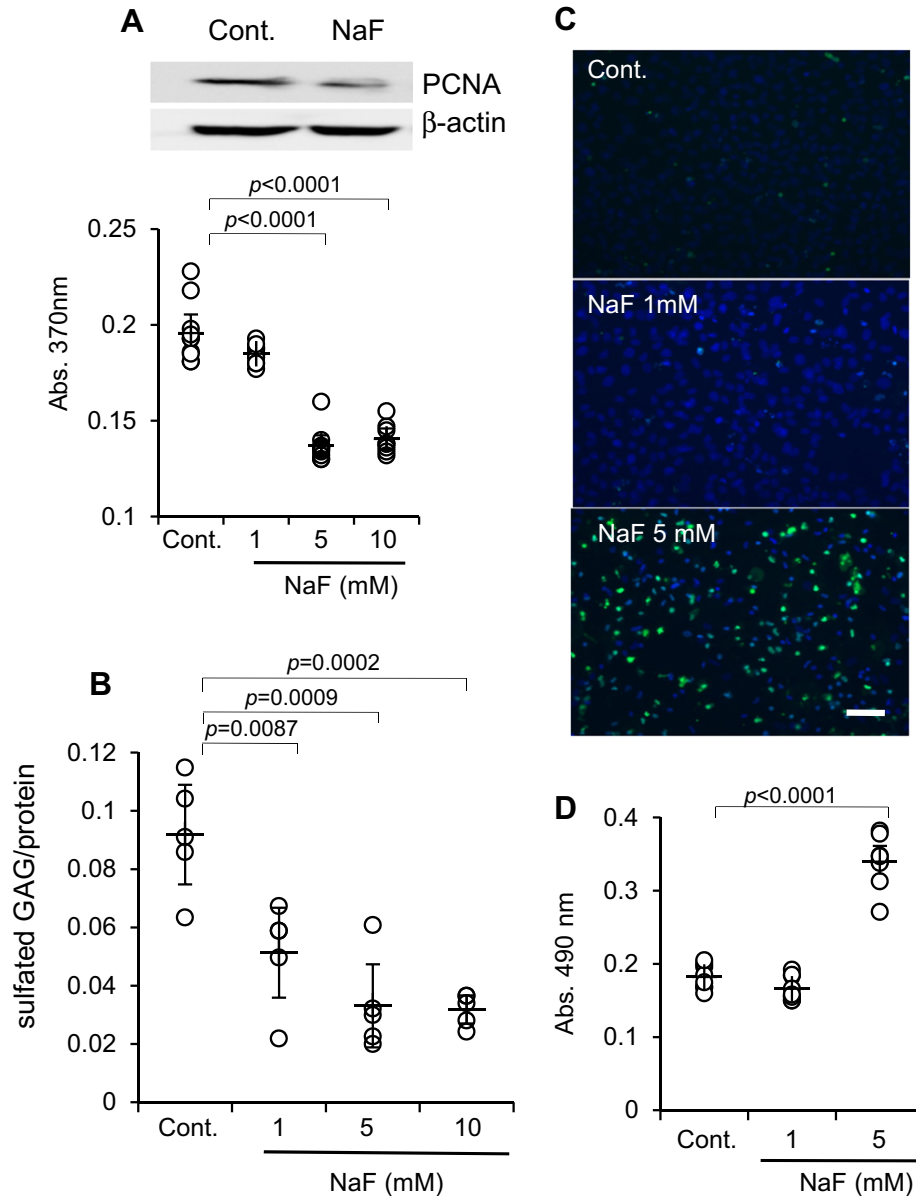 A
Cont. NaF
PCNA
β-actin
p<0.0001
p<0.0001
0.25
0.2
0.15
0.1
Abs. 370nm
Cont. 1 5 10
NaF (mM)
B
p=0.0002
p=0.0009
p=0.0087
0.12
0.1
0.08
0.06
0.04
0.02
0
sulfated GAG/protein
Cont. 1 5 10
NaF (mM)
C
Cont.
NaF 1mM
NaF 5 mM
D
p<0.0001
0.4
0.3
0.2
0.1
0
Abs. 490 nm
Cont. 1 5
NaF (mM)